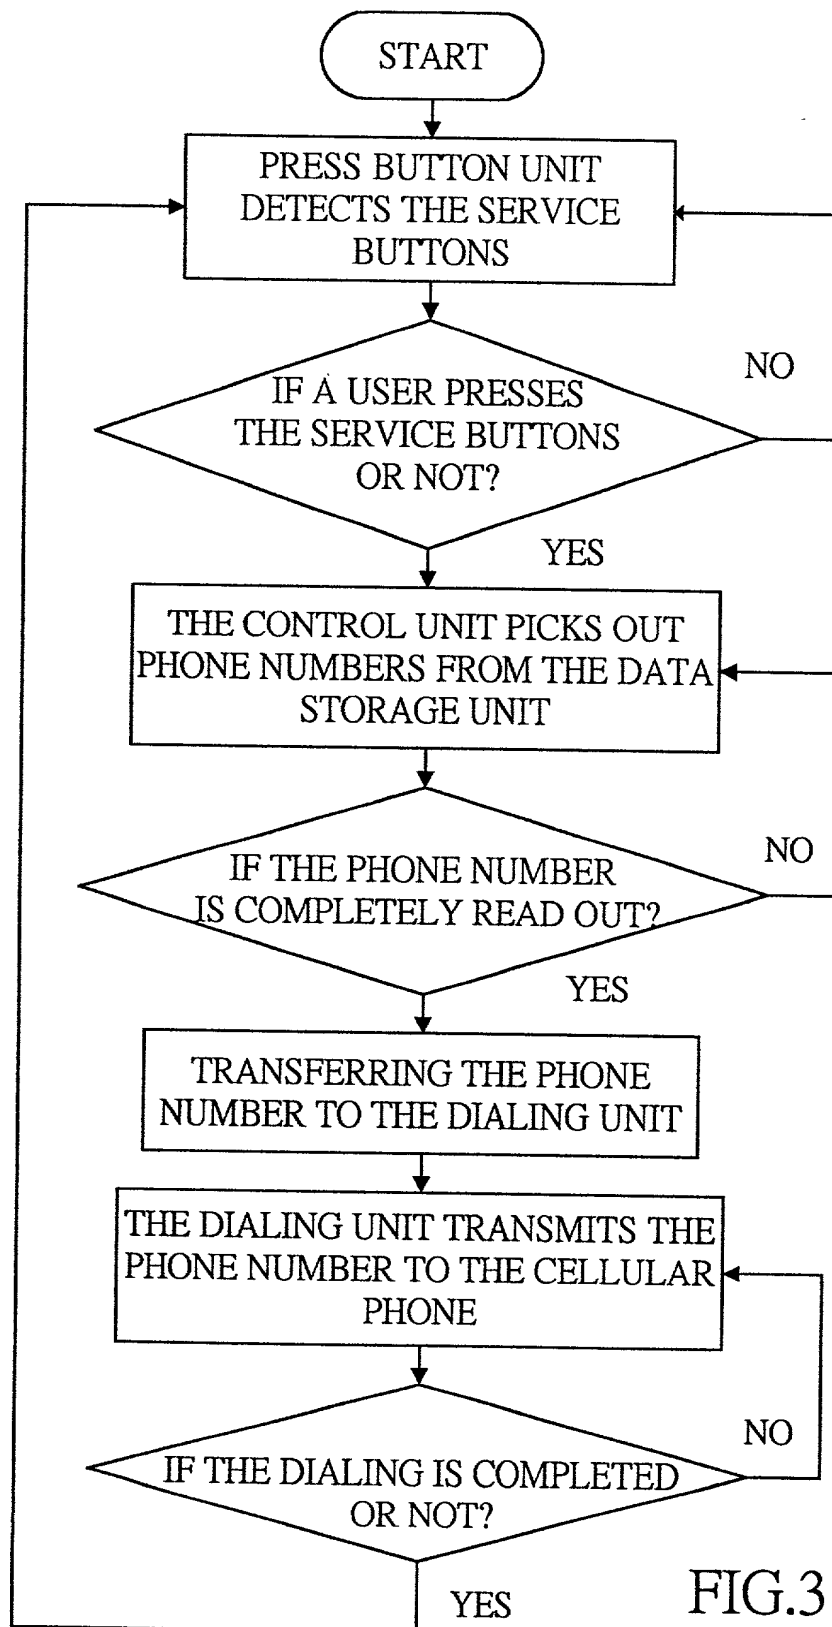 START
PRESS BUTTON UNIT
DETECTS THE SERVICE
BUTTONS
NO
IF A USER PRESSES
THE SERVICE BUTTONS
OR NOT?
YES
THE CONTROL UNIT PICKS OUT
PHONE NUMBERS FROM THE DATA
STORAGE UNIT
NO
IF THE PHONE NUMBER
IS COMPLETELY READ OUT?
YES
TRANSFERRING THE PHONE
NUMBER TO THE DIALING UNIT
THE DIALING UNIT TRANSMITS THE
PHONE NUMBER TO THE CELLULAR
PHONE
NO
IF THE DIALING IS COMPLETED
OR NOT?
YES
FIG.3